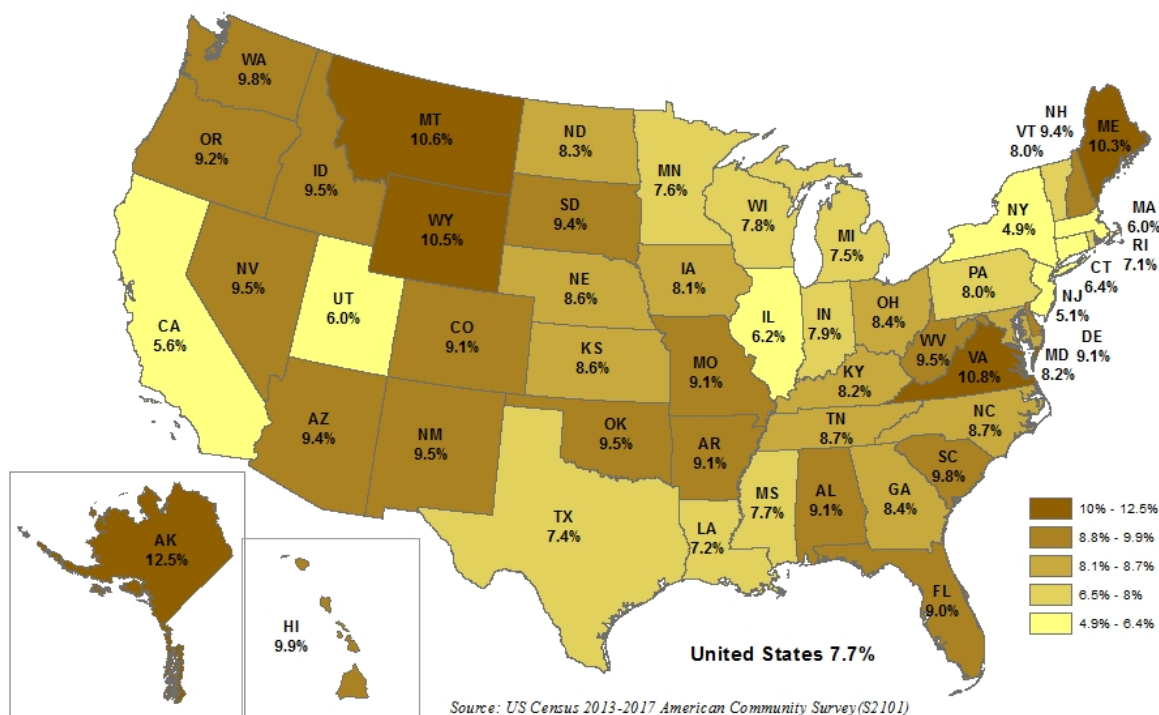 WA
9.8%
OR
9.2%
ID
9.5%
MT
10.6%
WY
10.5%
ND
8.3%
SD
9.4%
MN
7.6%
WI
7.8%
MI
7.5%
NH
VT 9.4%
8.0%
ME
10.3%
NY
4.9%
MA
6.0%
RI
7.1%
CT
6.4%
NJ
5.1%
PA
8.0%
DE
9.1%
MD
8.2%
CA
5.6%
NV
9.5%
UT
6.0%
CO
9.1%
NE
8.6%
KS
8.6%
IA
8.1%
MO
9.1%
IL
6.2%
IN
7.9%
OH
8.4%
WV
9.5%
VA
10.8%
KY
8.2%
TN
8.7%
NC
8.7%
SC
9.8%
AZ
9.4%
NM
9.5%
OK
9.5%
AR
9.1%
TX
7.4%
LA
7.2%
MS
7.7%
AL
9.1%
GA
8.4%
FL
9.0%
AK
12.5%
HI
9.9%
10% - 12.5%
8.8% - 9.9%
8.1% - 8.7%
6.5% - 8%
4.9% - 6.4%
United States 7.7%
Source: US Census 2013-2017 American Community Survey(S2101)